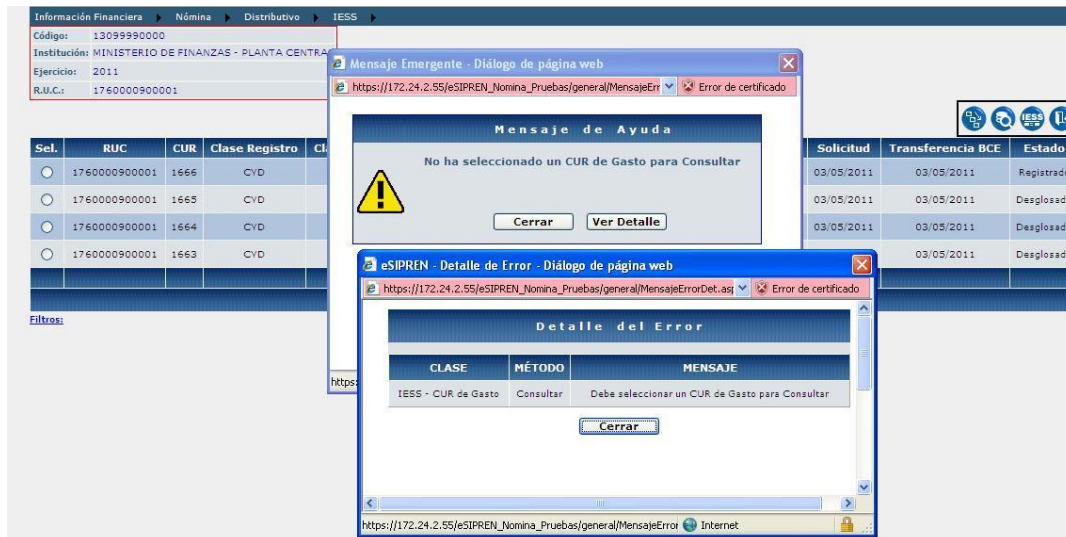 Información Financiera Nómina Distributivo IESS
Código: 13099990000
Institución: MINISTERIO DE FINANZAS - PLANTA CENTRA
Ejercicio: 2011
R.U.C.: 1760000900001
Mensaje Emergente - Diálogo de página web
https://172.24.2.55/eSIPREN_Nomina_Pruebas/general/MensajeErr Error de certificado
Mensaje de Ayuda
No ha seleccionado un CUR de Gasto para Consultar
Cerrar Ver Detalle
https:
IESS
Sel. RUC CUR Clase Registro Cl Solicitud Transferencia BCE Estado
1760000900001 1666 CYD 03/05/2011 03/05/2011 Registrad
1760000900001 1665 CYD 03/05/2011 03/05/2011 Desglosad
1760000900001 1664 CYD 03/05/2011 03/05/2011 Desglosad
1760000900001 1663 CYD 03/05/2011 Desglosad
Filtros:
eSIPREN - Detalle de Error - Diálogo de página web
https://172.24.2.55/eSIPREN_Nomina_Pruebas/general/MensajeErrorDet.as Error de certificado
Detalle del Error
CLASE MÉTODO MENSAJE
IESS - CUR de Gasto Consultar Debe seleccionar un CUR de Gasto para Consultar
Cerrar
https://172.24.2.55/eSIPREN_Nomina_Pruebas/general/MensajeError Internet